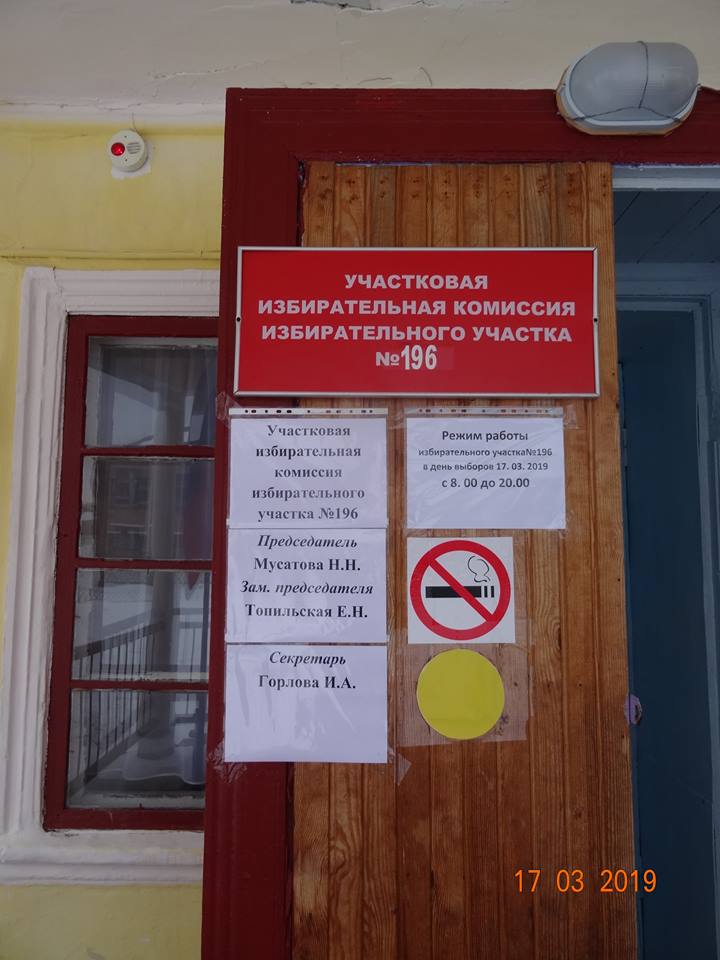 УЧАСТКОВАЯ
ИЗБИРАТЕЛЬНАЯ КОМИССИЯ
ИЗБИРАТЕЛЬНОГО УЧАСТКА
№196
Участковая
избирательная
комиссия
избирательного
участка №196
Председатель
Мусатова Н.Н.
Зам. председателя
Топильская Е.Н.
Секретарь
Горлова И.А.
Режим работы
избирательного участка№196
в день выборов 17. 03. 2019
с 8. 00 до 20.00
17 03 2019